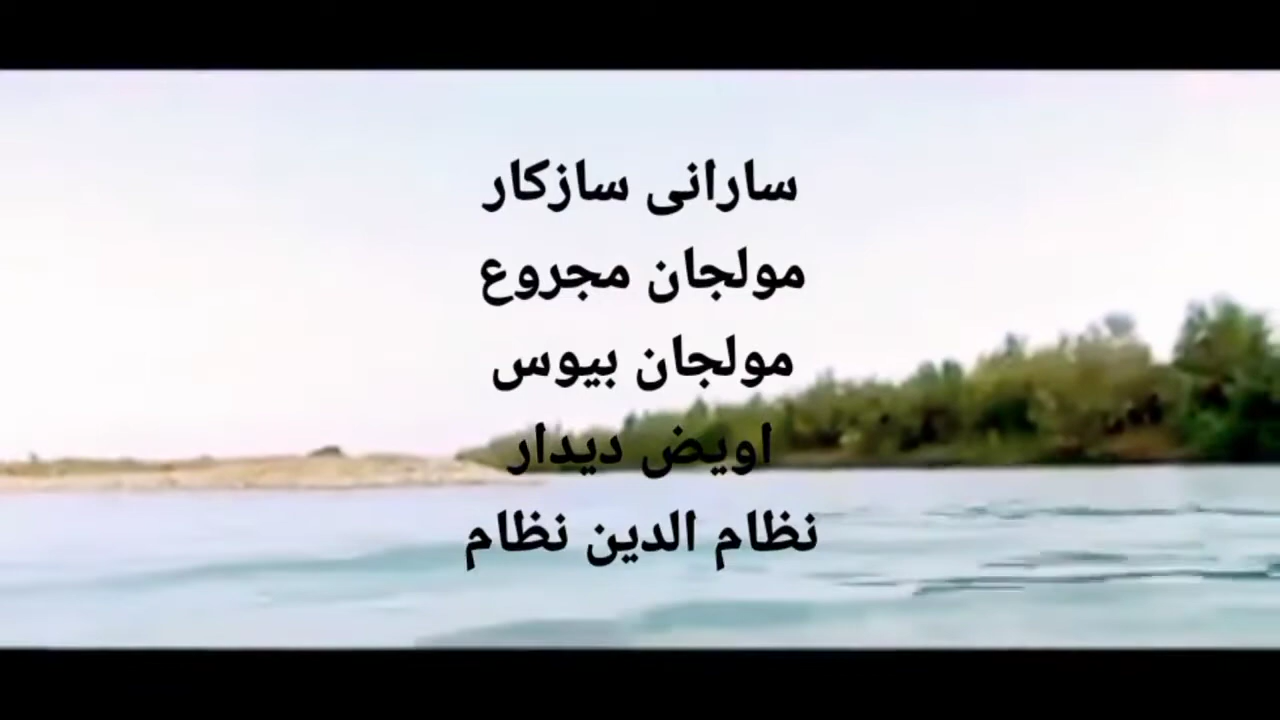 سارانی سازکار
مولجان مجروع
مولجان بیوس
اویض دیدار
نظام الدین نظام